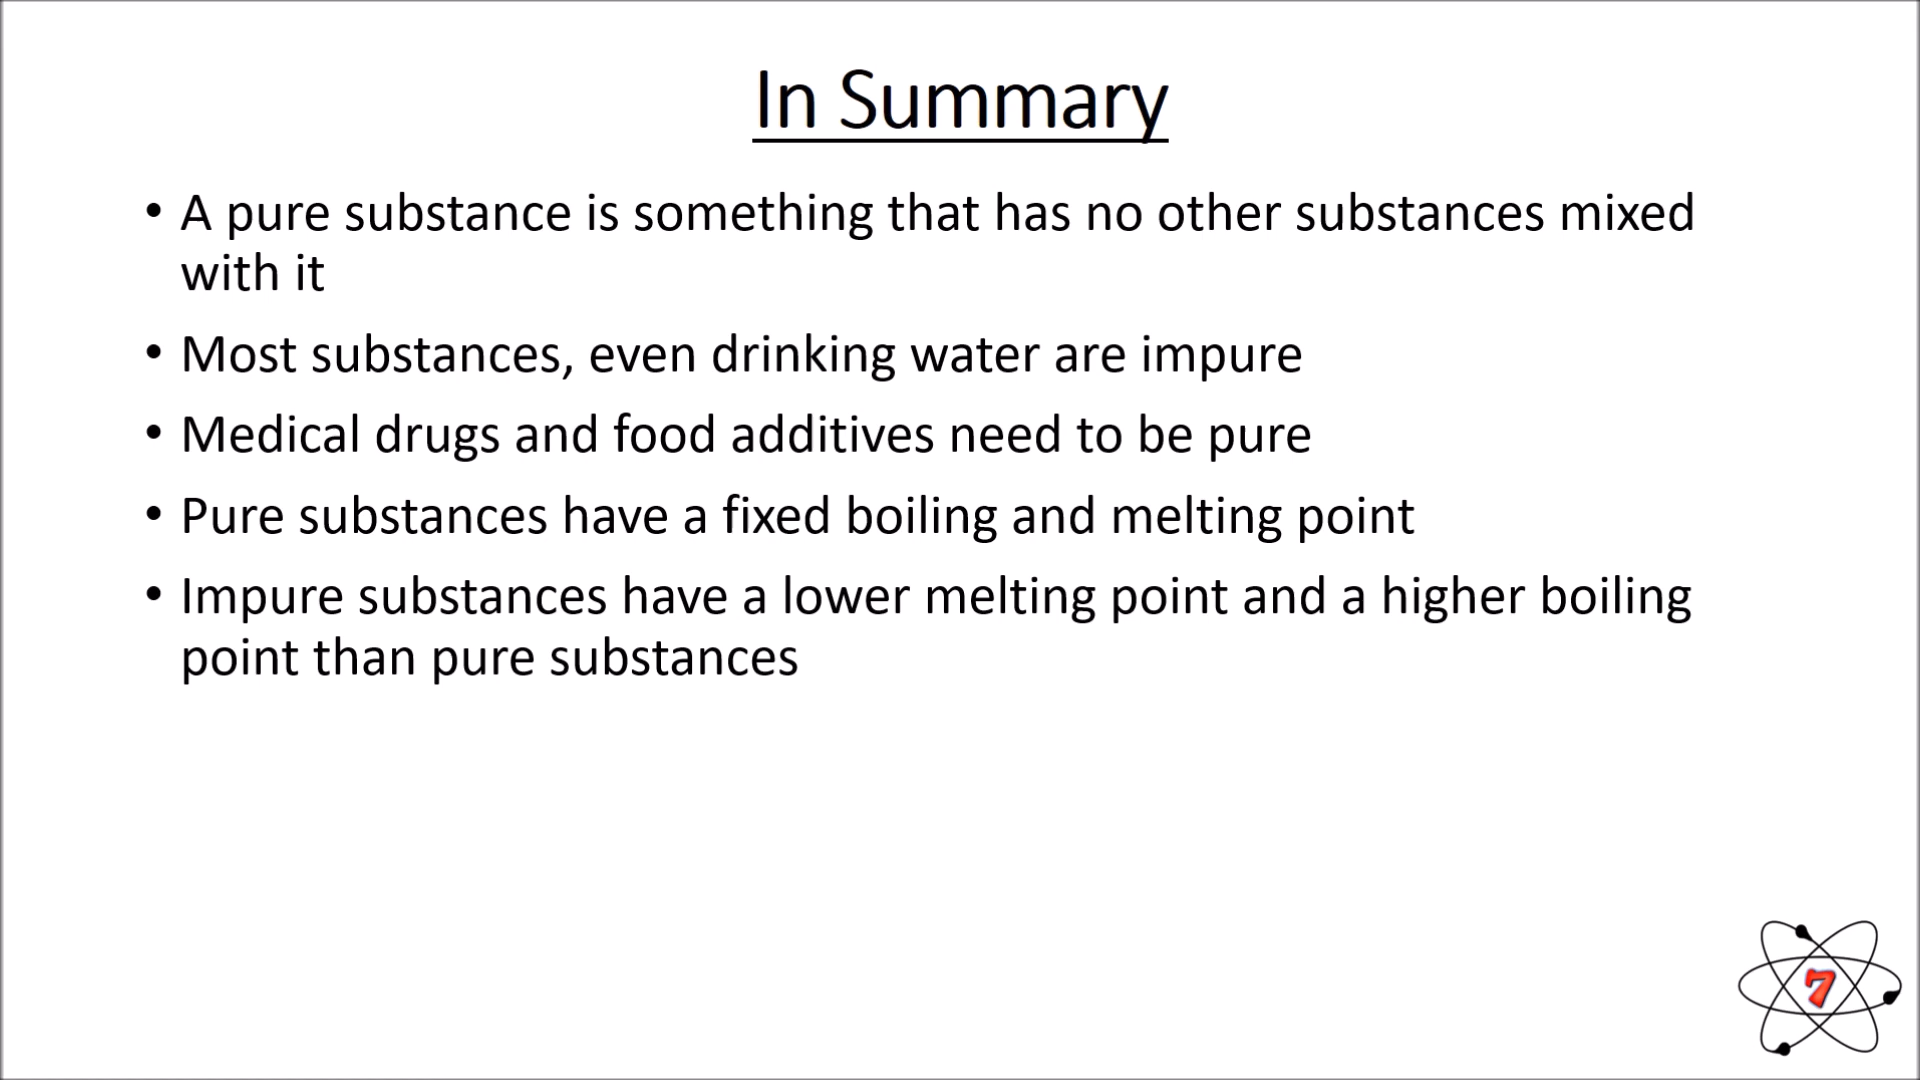 In Summary
• A pure substance is something that has no other substances mixed
with it
• Most substances, even drinking water are impure
• Medical drugs and food additives need to be pure
• Pure substances have a fixed boiling and melting point
• Impure substances have a lower melting point and a higher boiling
point than pure substances
7